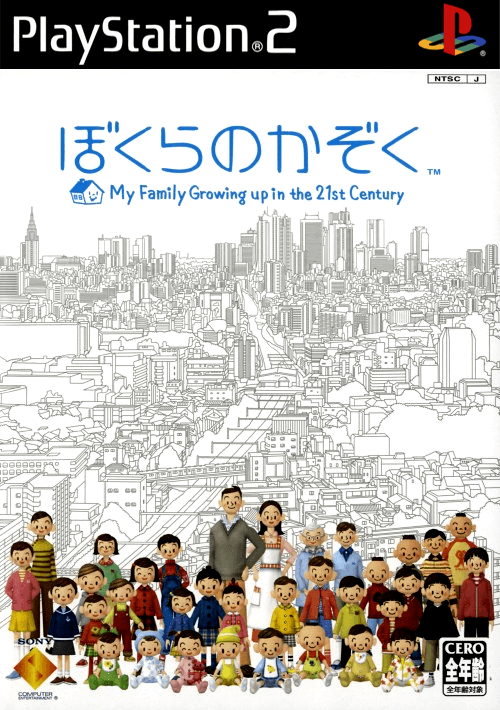 PlayStation®2
NTSC J
ぼくらのかぞく™
My Family Growing up in the 21st Century
SONY
COMPUTER
ENTERTAINMENT®
CERO
全年齢
全年齢対象